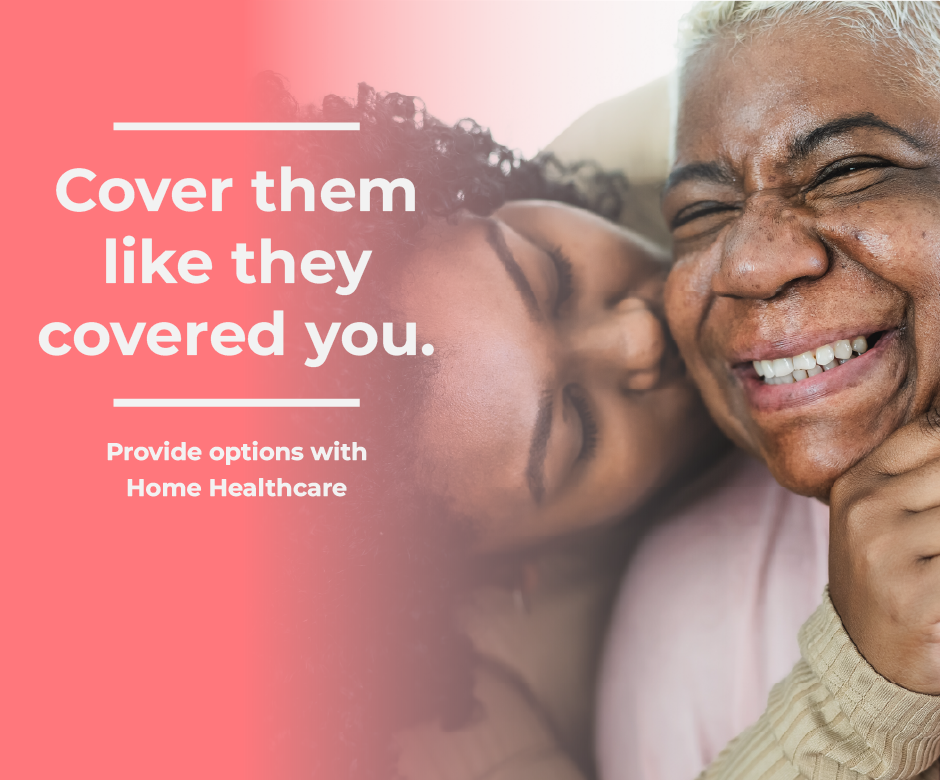 Cover them
like they
covered you.
Provide options with
Home Healthcare